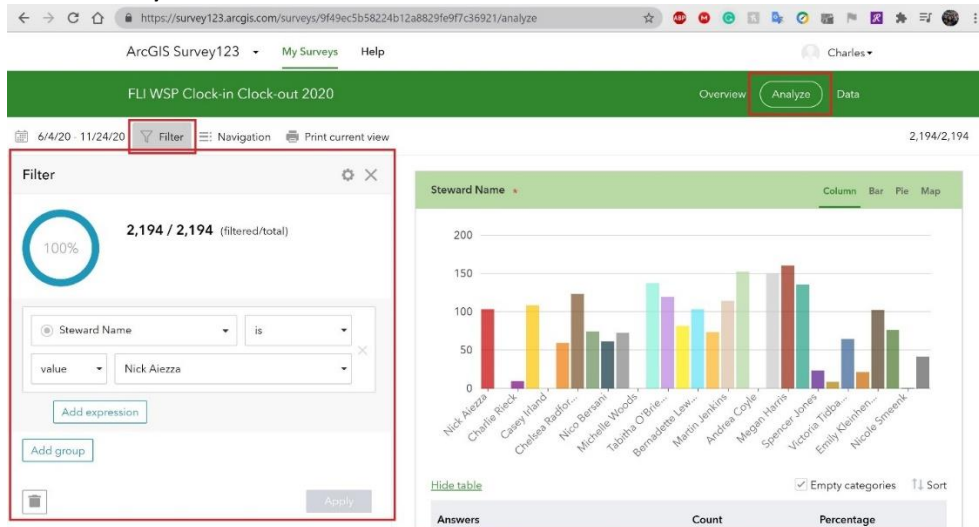 https://survey123.arcgis.com/surveys/9f49ec5b58224b12a8829fe9f7c36921/analyze
ArcGIS Survey123 My Surveys Help Charles
FLI WSP Clock-in Clock-out 2020 Overview Analyze Data
6/4/20 - 11/24/20 Filter Navigation Print current view 2,194/2,194
Filter
100%
2,194 / 2,194 (filtered/total)
Steward Name is
value Nick Aiezza
Add expression
Add group
Apply
Steward Name Column Bar Pie Map
200
150
100
50
0
Nick Aiezza
Charlie Rieck
Casey Irland
Chelsea Radfor...
Nico Bersani
Michelle Woods
Tabitha O'Brie...
Bernadette Lew...
Martin Jenkins
Andrea Coyle
Megan Harris
Spencer Jones
Victoria Tidba...
Emily Kleinhen...
Nicole Smeenk
Hide table Empty categories Sort
Answers Count Percentage